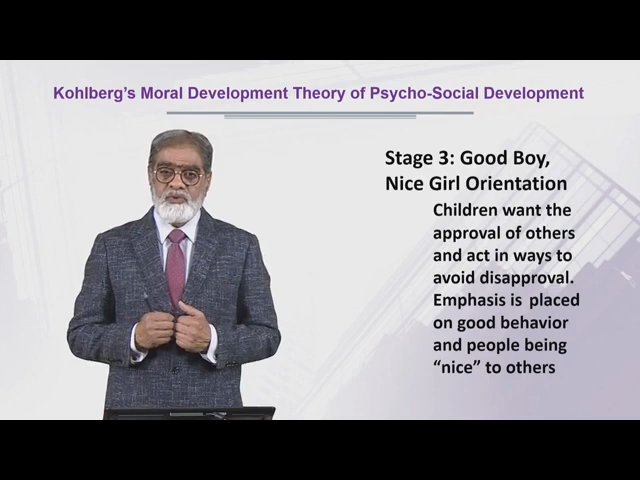 Kohlberg’s Moral Development Theory of Psycho-Social Development
Stage 3: Good Boy,
Nice Girl Orientation
Children want the
approval of others
and act in ways to
avoid disapproval.
Emphasis is placed
on good behavior
and people being
“nice” to others